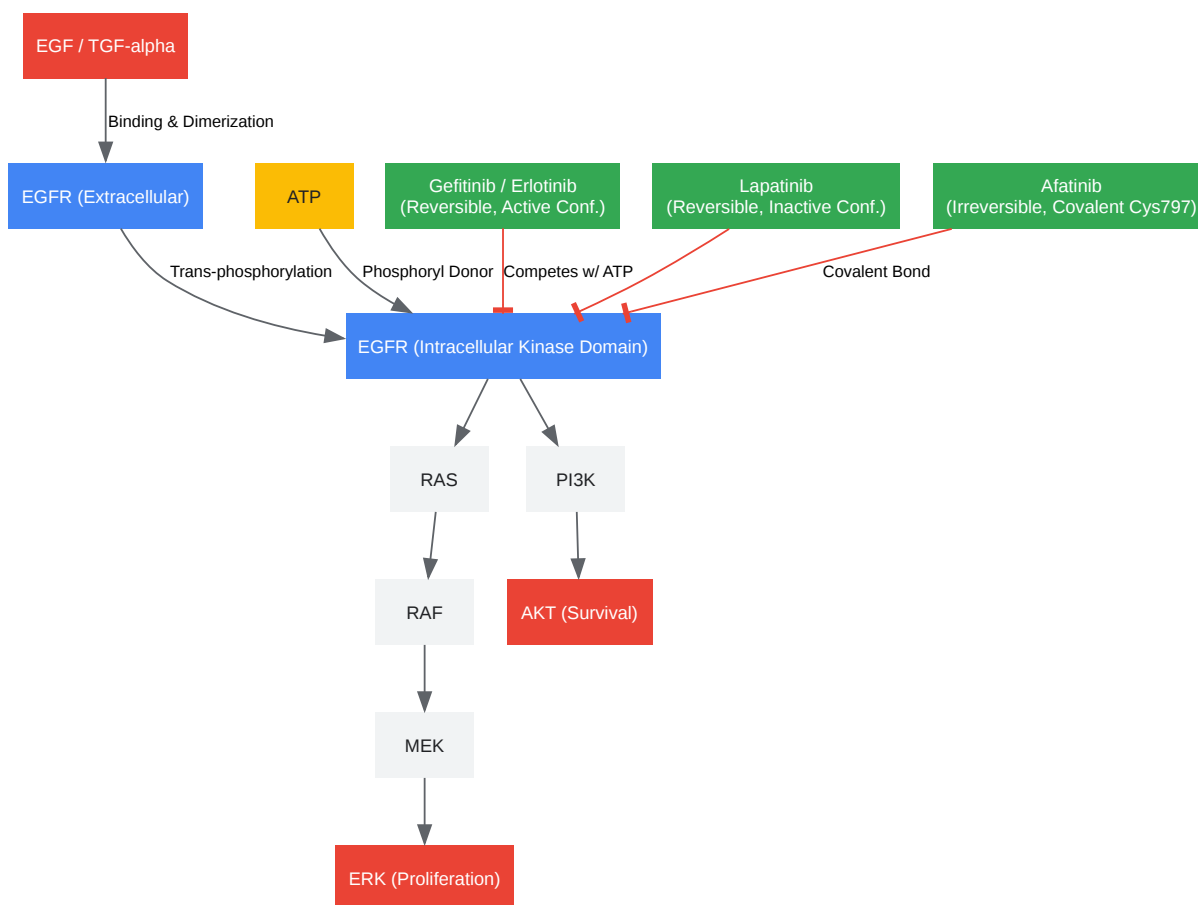 EGF / TGF-alpha
Binding & Dimerization
EGFR (Extracellular)
ATP
Gefitinib / Erlotinib
(Reversible, Active Conf.)
Lapatinib
(Reversible, Inactive Conf.)
Afatinib
(Irreversible, Covalent Cys797)
Trans-phosphorylation
Phosphoryl Donor
Competes w/ ATP
Covalent Bond
EGFR (Intracellular Kinase Domain)
RAS
PI3K
RAF
AKT (Survival)
MEK
ERK (Proliferation)